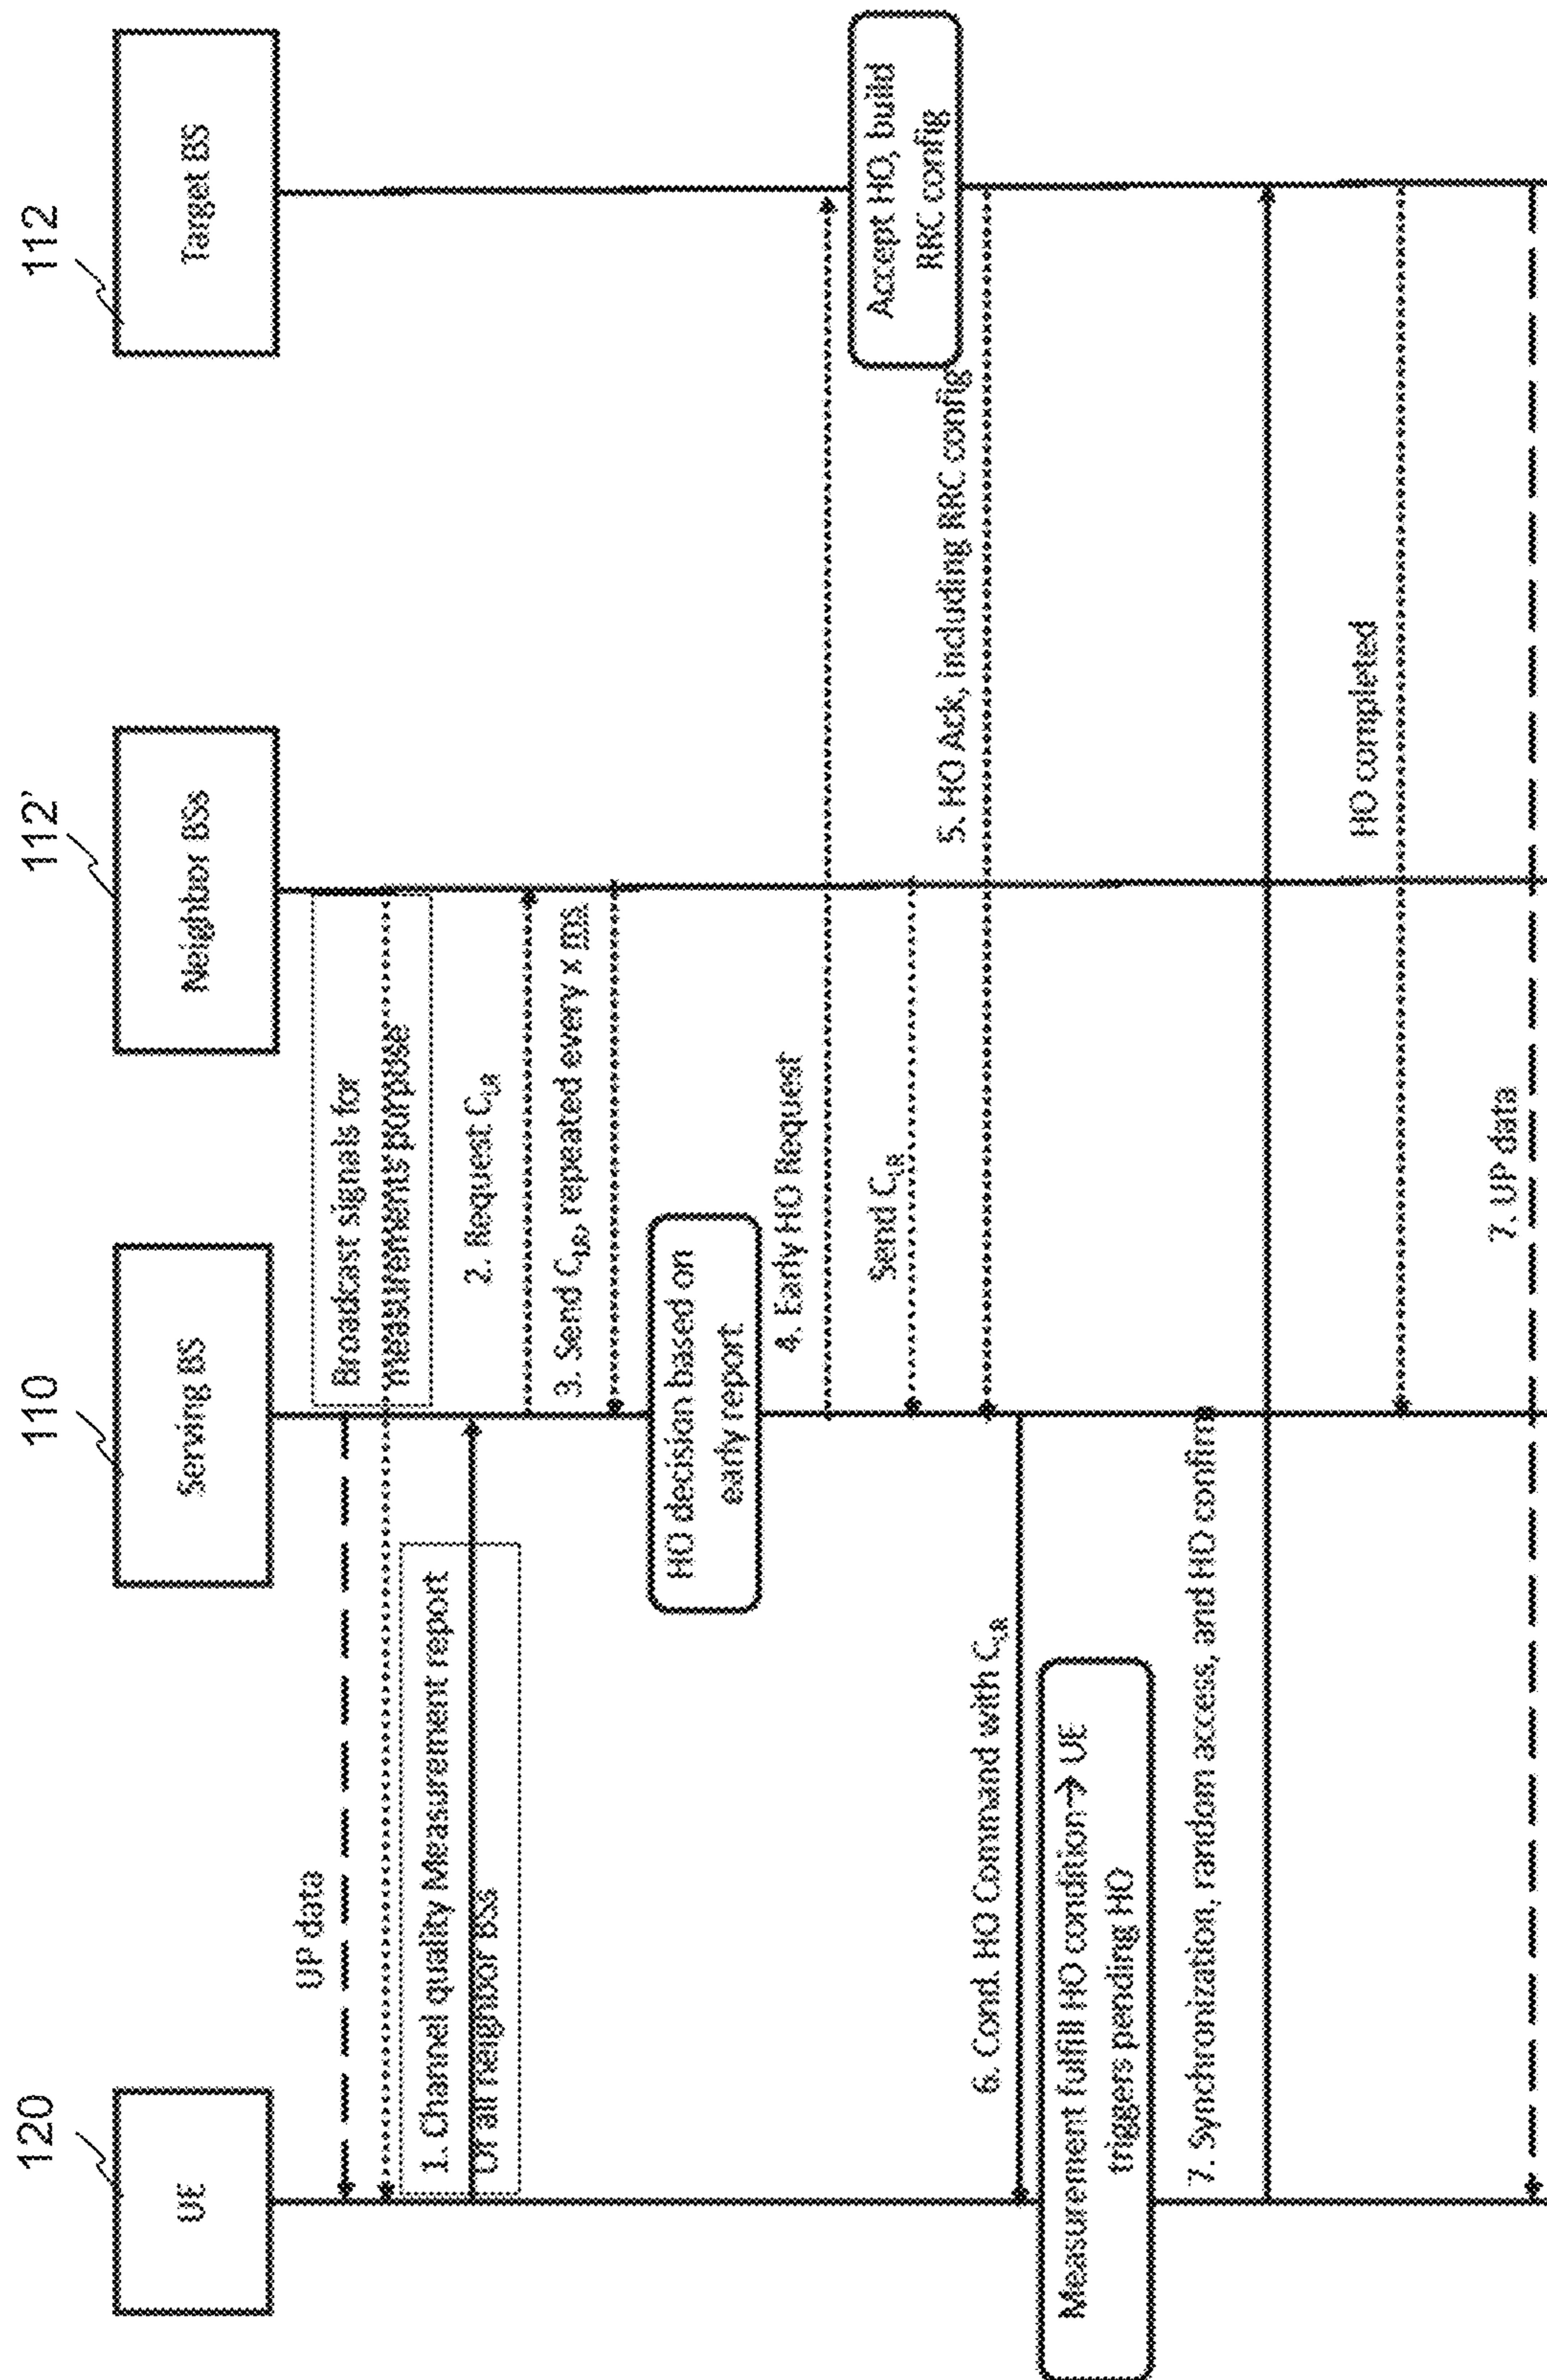 120
110
112'
112
UE
Serving BS
Neighbor BSs
Target BS
UP data
Broadcast signals for
measurements purpose
1. Channel quality Measurement report
Of all neighbor BSs
2. Request C_LR
3. Send C_LR, repeated every x ms
HO decision based on
early report
4. Early HO Request
Accept HO, build
RRC config
Send C_LR
5. HO Ack, including RRC config
6. Cond. HO Command with C_LR
Measurement fulfill HO condition→ UE
triggers pending HO
7. Synchronization, random access, and HO confirm
HO completed
7. UP data